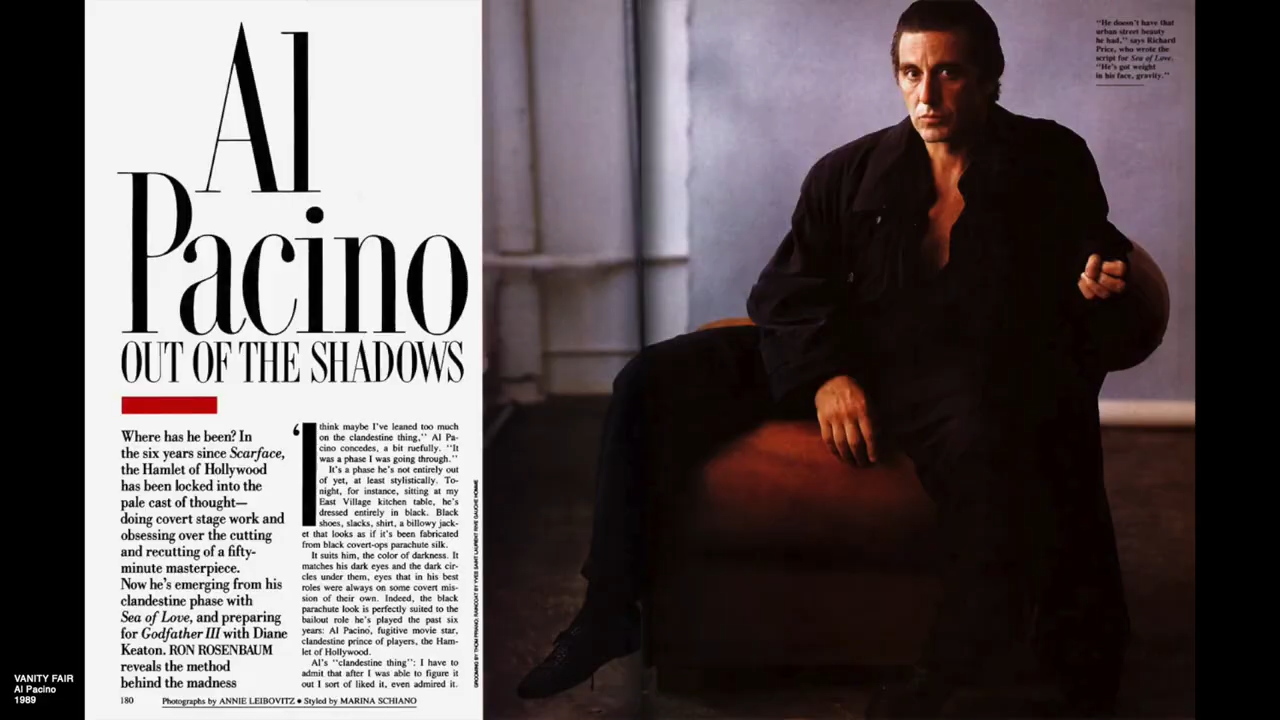 Al
Pacino
OUT OF THE SHADOWS
Where has he been? In
the six years since Scarface,
the Hamlet of Hollywood
has been locked into the
pale cast of thought—
doing covert stage work and
obsessing over the cutting
and recutting of a fifty-
minute masterpiece.
Now he's emerging from his
clandestine phase with
Sea of Love, and preparing
for Godfather III with Diane
Keaton. RON ROSENBAUM
reveals the method
behind the madness
‘I think maybe I've leaned too much
on the clandestine thing,'' Al Pa-
cino concedes, a bit ruefully. ‘‘It
was a phase I was going through.''
It's a phase he's not entirely out
of yet, at least stylistically. To-
night, for instance, sitting at my
East Village kitchen table, he's
dressed entirely in black. Black
shoes, slacks, shirt, a billowy jack-
et that looks as if it's been fabricated
from black covert-ops parachute silk.
It suits him, the color of darkness. It
matches his dark eyes and the dark cir-
cles under them, eyes that in his best
roles were always on some covert mis-
sion of their own. Indeed, the black
parachute look is perfectly suited to the
bailout role he's played the past six
years: Al Pacino, fugitive movie star,
clandestine prince of players, the Ham-
let of Hollywood.
Al's ‘‘clandestine thing'': I have to
admit that after I was able to figure it
out I sort of liked it, even admired it.
180
Photographs by ANNIE LEIBOVITZ • Styled by MARINA SCHIANO
‘‘He doesn't have that
urban street beauty
he had,'' says Richard
Price, who wrote the
script for Sea of Love.
‘‘He's got weight
in his face, gravity.''
VANITY FAIR
Al Pacino
1989